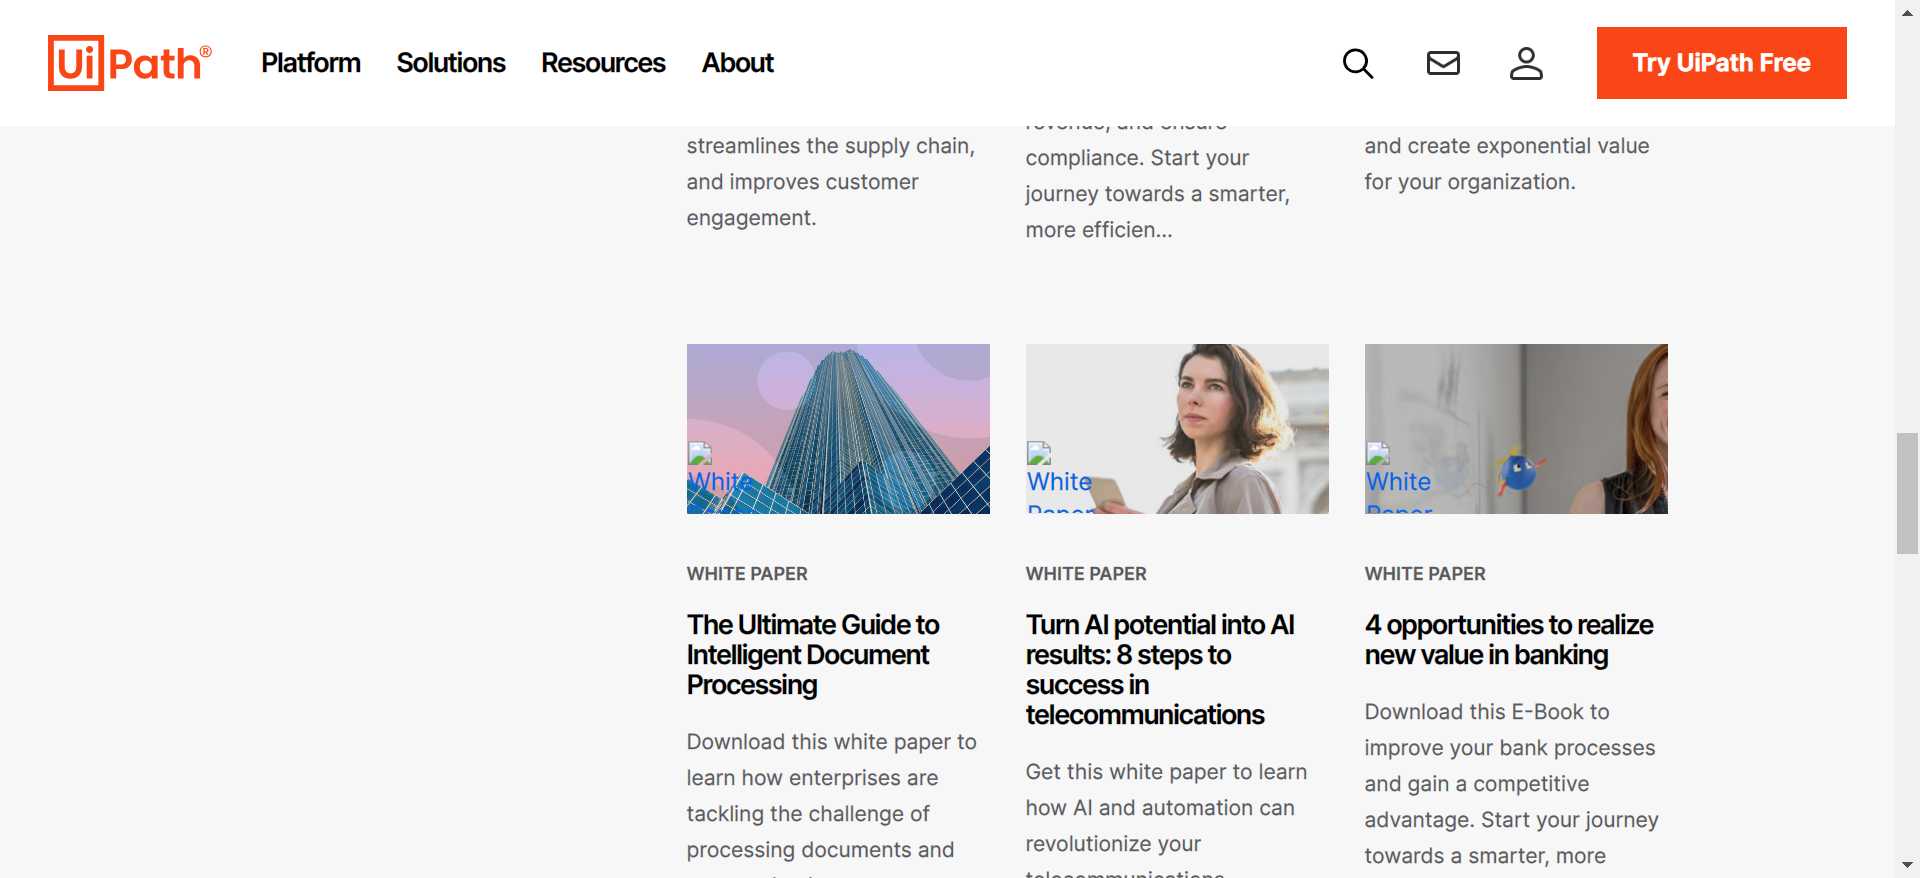 UiPath®
Platform
Solutions
Resources
About
Try UiPath Free
streamlines the supply chain,
and improves customer
engagement.
revenue, and ensure
compliance. Start your
journey towards a smarter,
more efficien...
and create exponential value
for your organization.
White
White
Paper
White
Paper
WHITE PAPER
The Ultimate Guide to
Intelligent Document
Processing
Download this white paper to
learn how enterprises are
tackling the challenge of
processing documents and
WHITE PAPER
Turn AI potential into AI
results: 8 steps to
success in
telecommunications
Get this white paper to learn
how AI and automation can
revolutionize your
telecommunications
WHITE PAPER
4 opportunities to realize
new value in banking
Download this E-Book to
improve your bank processes
and gain a competitive
advantage. Start your journey
towards a smarter, more